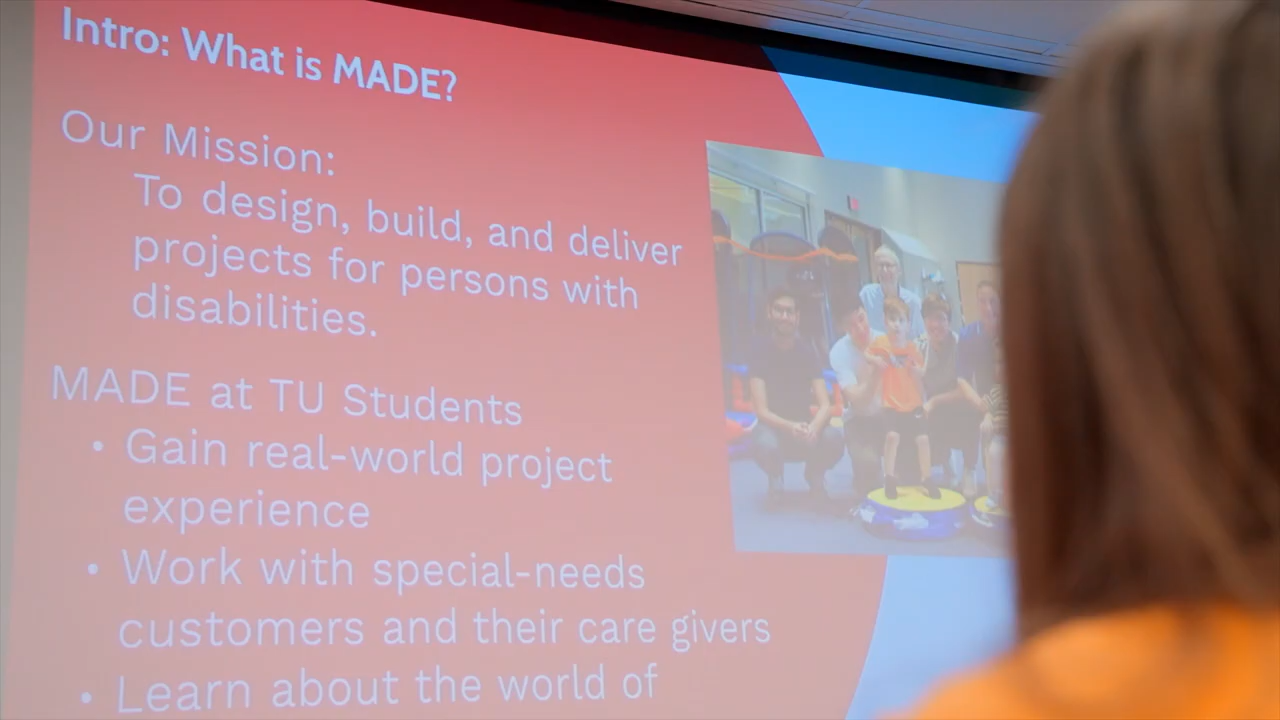 Intro: What is MADE?
Our Mission:
To design, build, and deliver
projects for persons with
disabilities.
MADE at TU Students
• Gain real-world project
experience
• Work with special-needs
customers and their care givers
• Learn about the world of